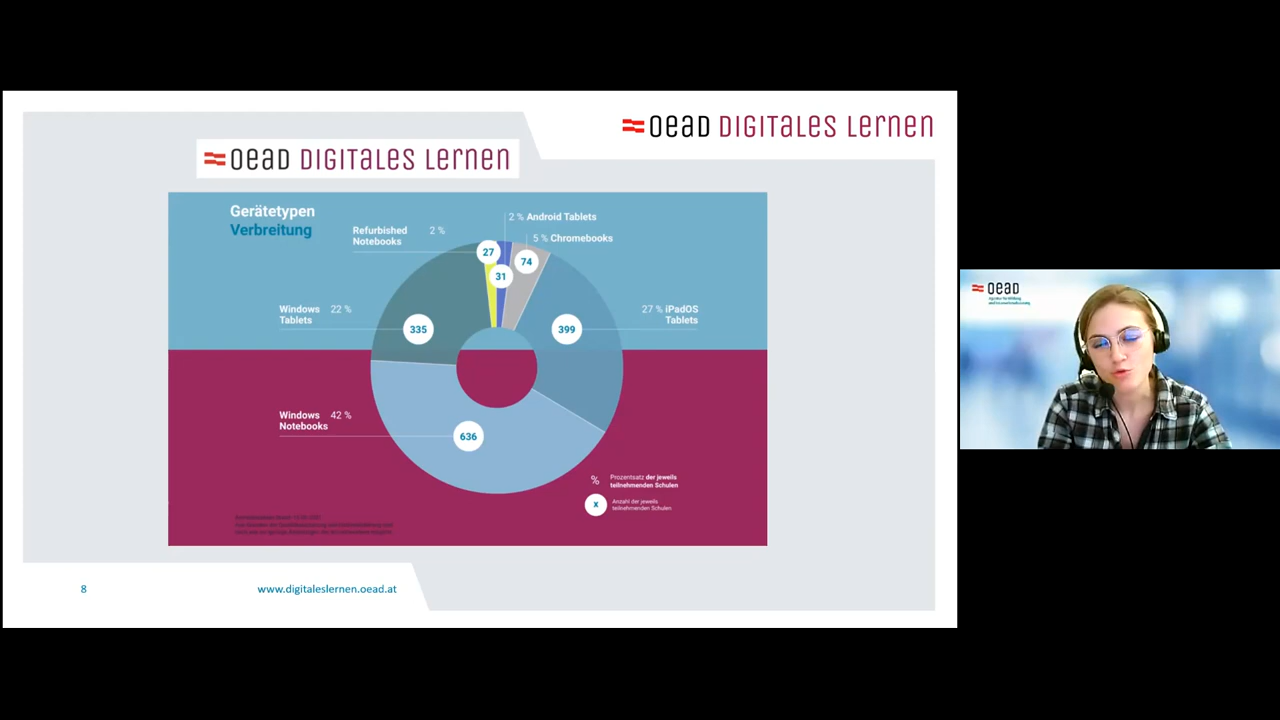 OeAD DIGITALES LERNEN
OeAD DIGITALES LERNEN
Gerätetypen
Verbreitung
Refurbished 2 %
Notebooks
2 % Android Tablets
5 % Chromebooks
27
31
74
Windows 22 %
Tablets
335
399
27 % iPadOS
Tablets
Windows 42 %
Notebooks
636
% Prozentsatz der jeweils
teilnehmenden Schulen
x Anzahl der jeweils
teilnehmenden Schulen
8
www.digitaleslernen.oead.at
OeAD